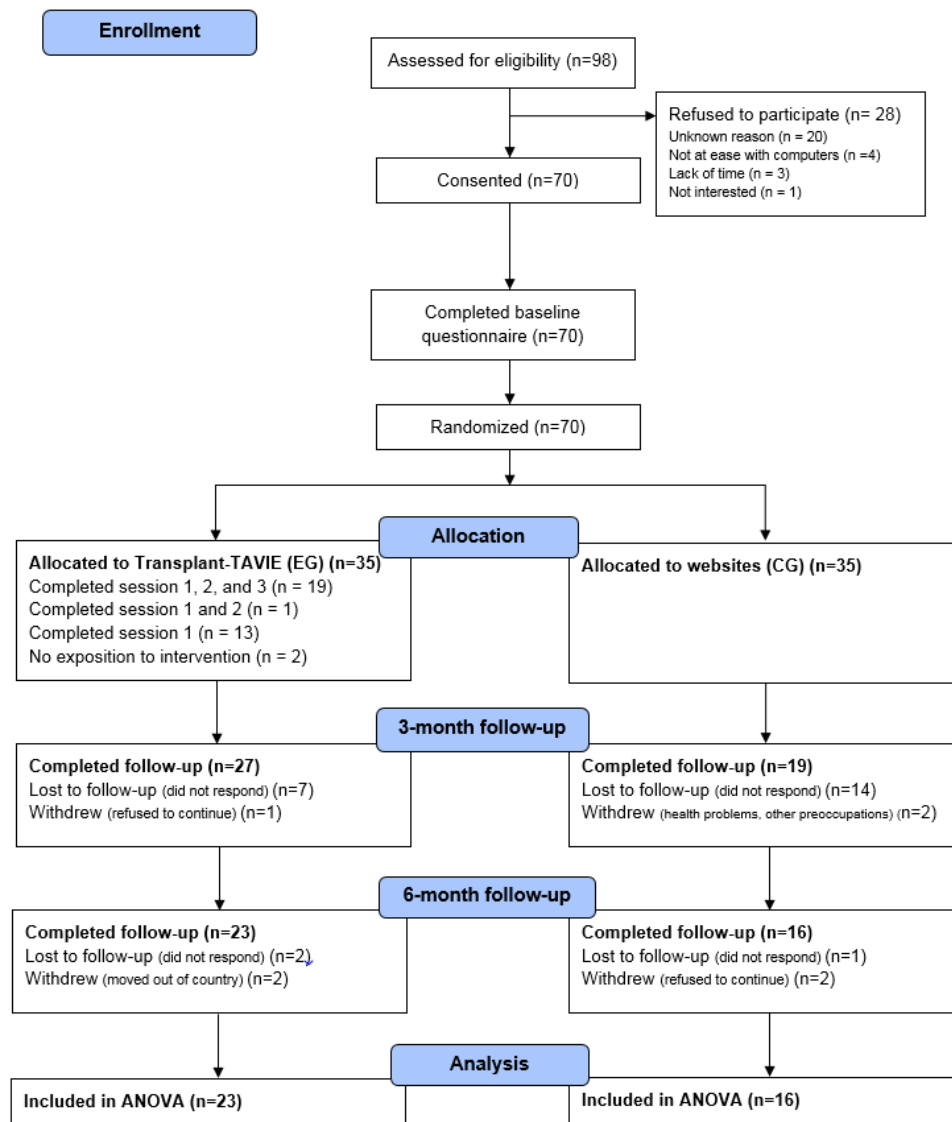 Enrollment
Assessed for eligibility (n=98)
Refused to participate (n= 28)
Unknown reason (n = 20)
Not at ease with computers (n =4)
Lack of time (n = 3)
Not interested (n = 1)
Consented (n=70)
Completed baseline
questionnaire (n=70)
Randomized (n=70)
Allocation
Allocated to Transplant-TAVIE (EG) (n=35)
Completed session 1, 2, and 3 (n = 19)
Completed session 1 and 2 (n = 1)
Completed session 1 (n = 13)
No exposition to intervention (n = 2)
Allocated to websites (CG) (n=35)
3-month follow-up
Completed follow-up (n=27)
Lost to follow-up (did not respond) (n=7)
Withdrew (refused to continue) (n=1)
Completed follow-up (n=19)
Lost to follow-up (did not respond) (n=14)
Withdrew (health problems, other preoccupations) (n=2)
6-month follow-up
Completed follow-up (n=23)
Lost to follow-up (did not respond) (n=2)
Withdrew (moved out of country) (n=2)
Completed follow-up (n=16)
Lost to follow-up (did not respond) (n=1)
Withdrew (refused to continue) (n=2)
Analysis
Included in ANOVA (n=23)
Included in ANOVA (n=16)